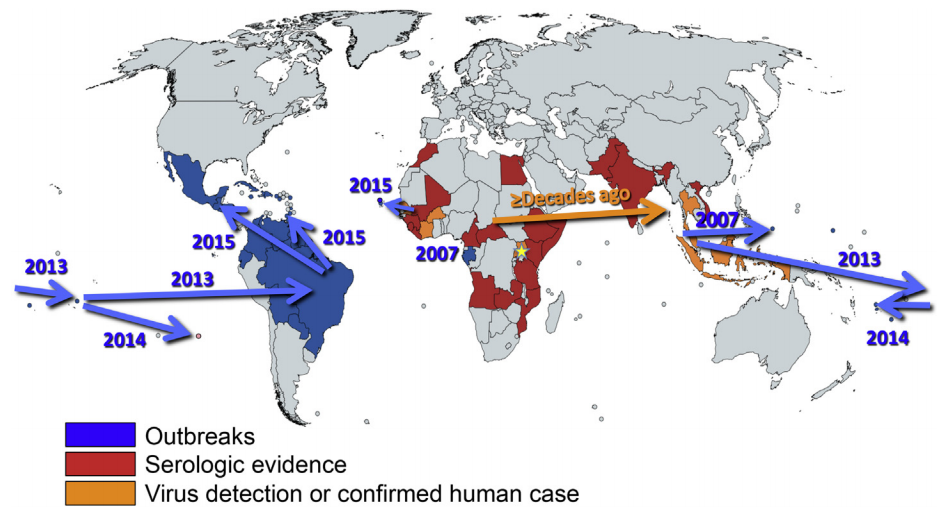 2015
≥Decades ago
2007
2015
2015
2007
2013
2013
2013
2014
2014
Outbreaks
Serologic evidence
Virus detection or confirmed human case